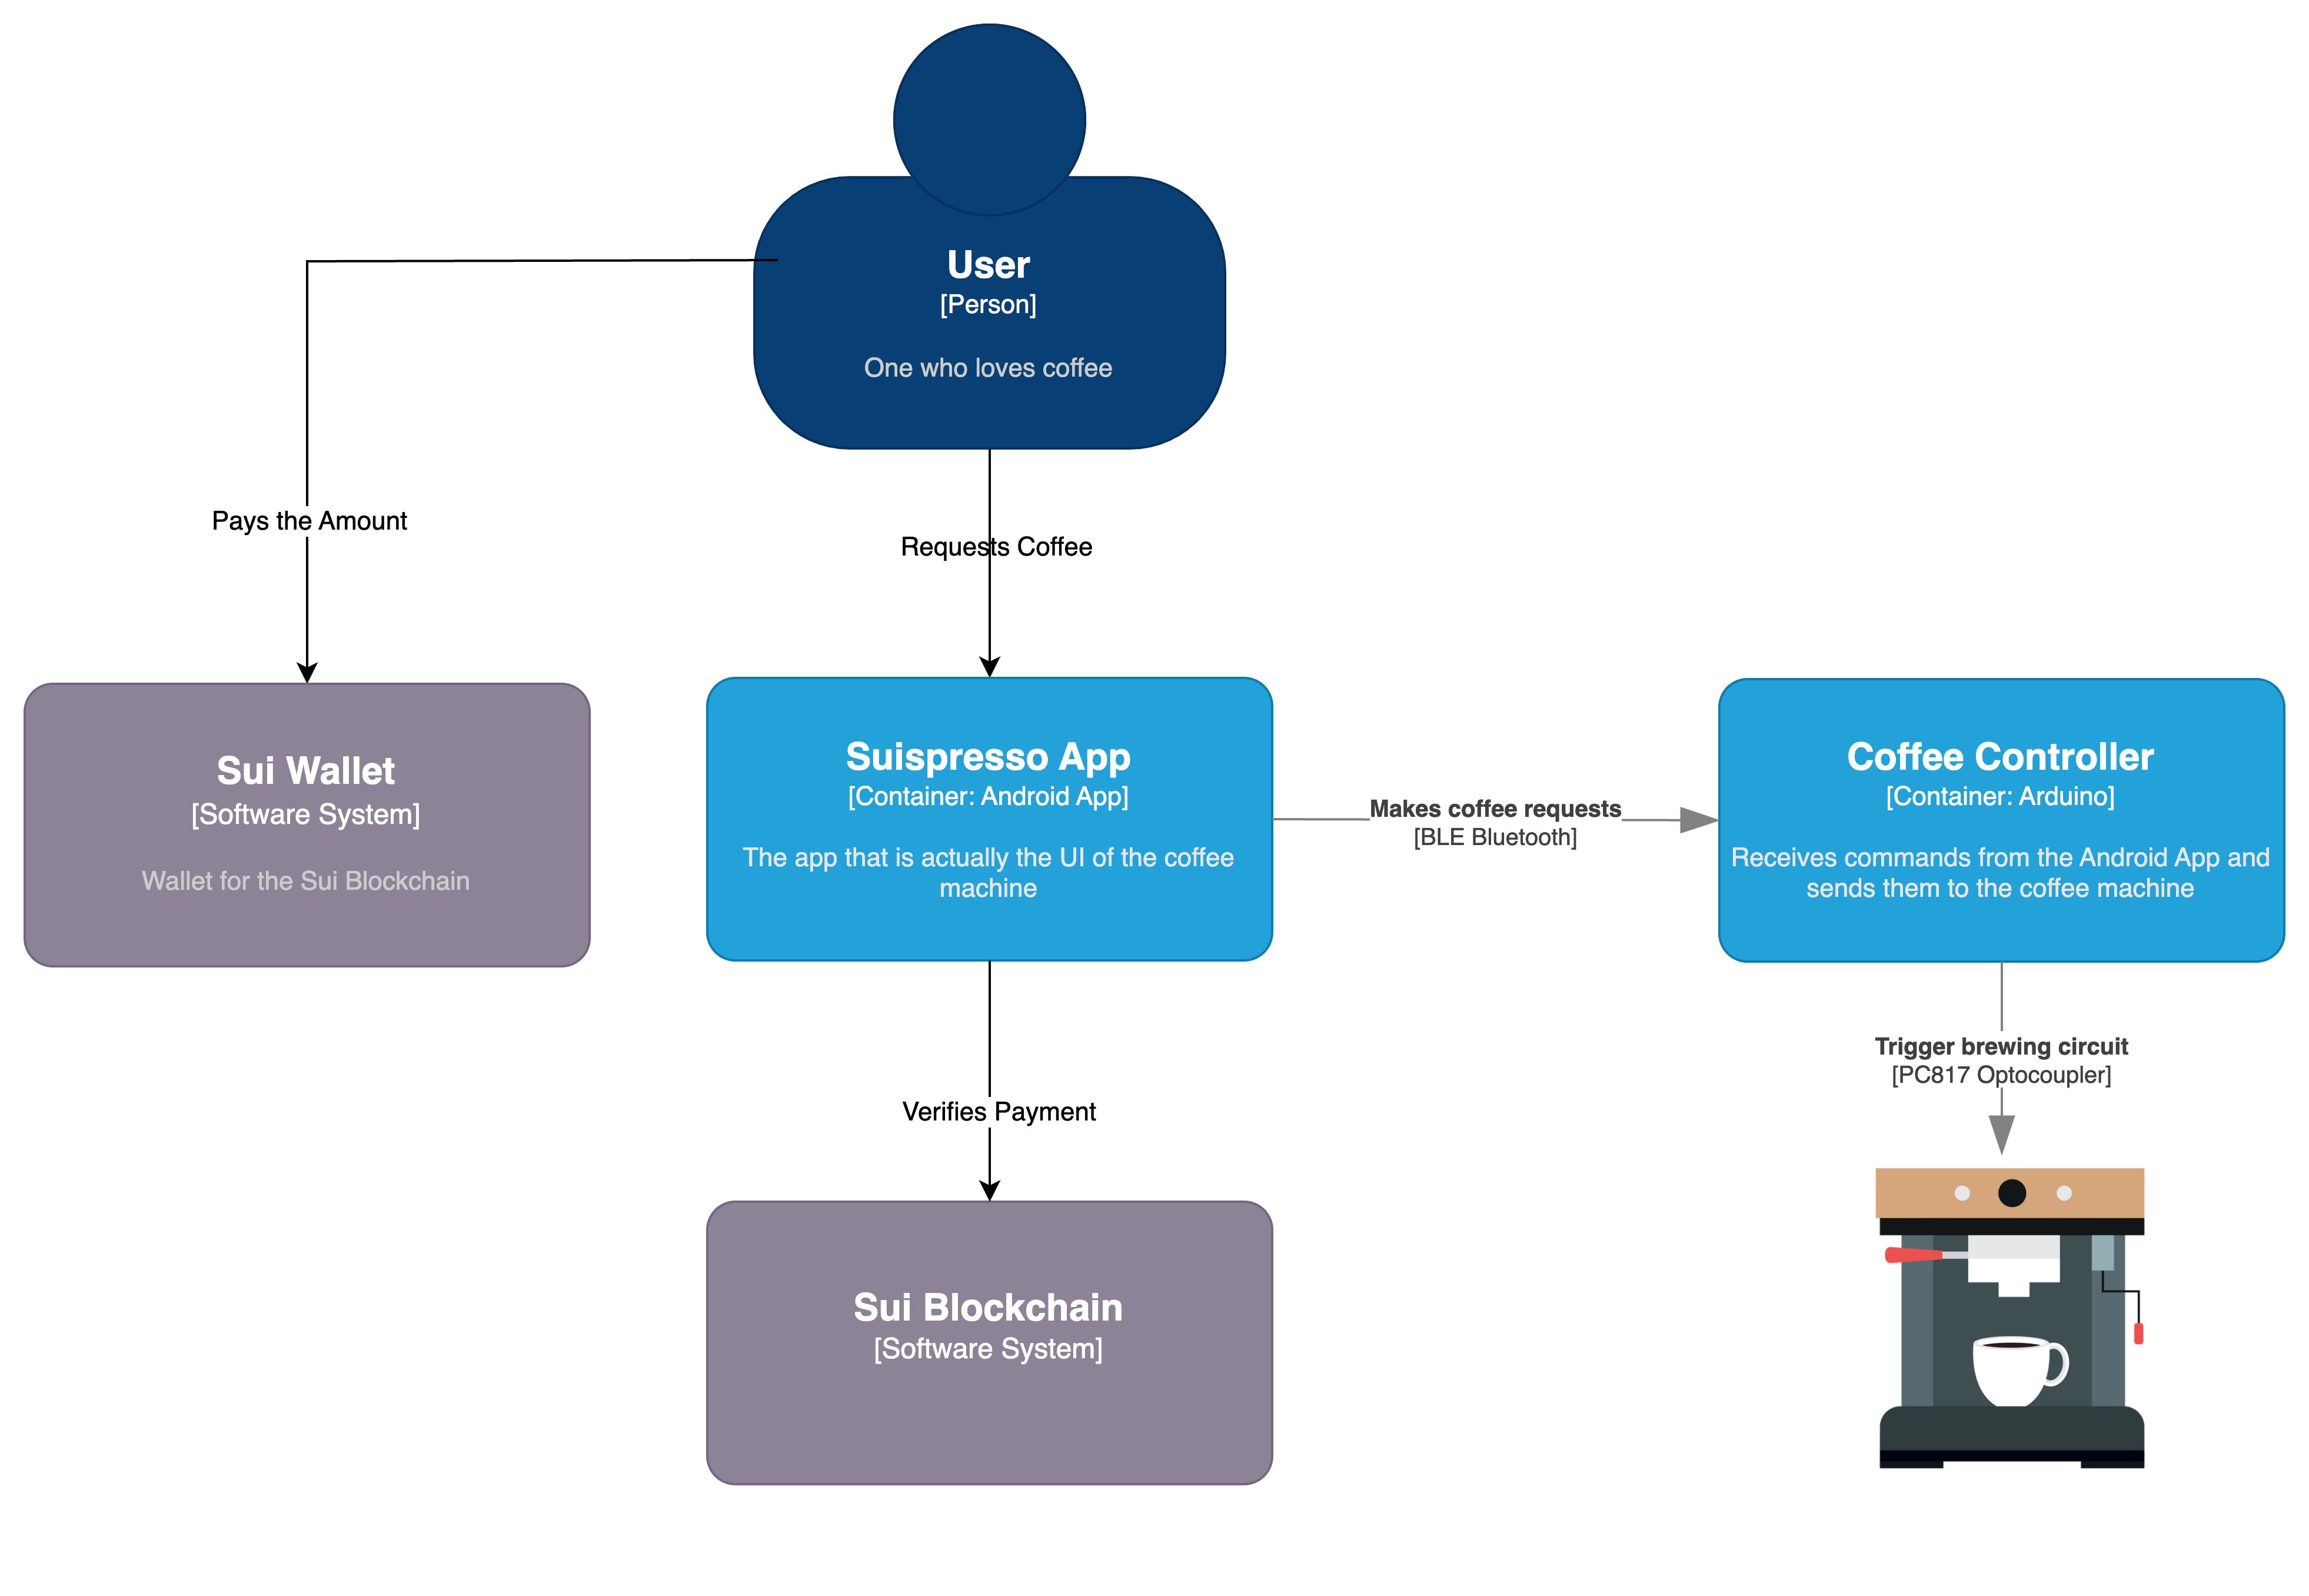 User
[Person]
One who loves coffee
Pays the Amount
Requests Coffee
Sui Wallet
[Software System]
Wallet for the Sui Blockchain
Suispresso App
[Container: Android App]
The app that is actually the UI of the coffee
machine
Makes coffee requests
[BLE Bluetooth]
Coffee Controller
[Container: Arduino]
Receives commands from the Android App and
sends them to the coffee machine
Trigger brewing circuit
[PC817 Optocoupler]
Verifies Payment
Sui Blockchain
[Software System]